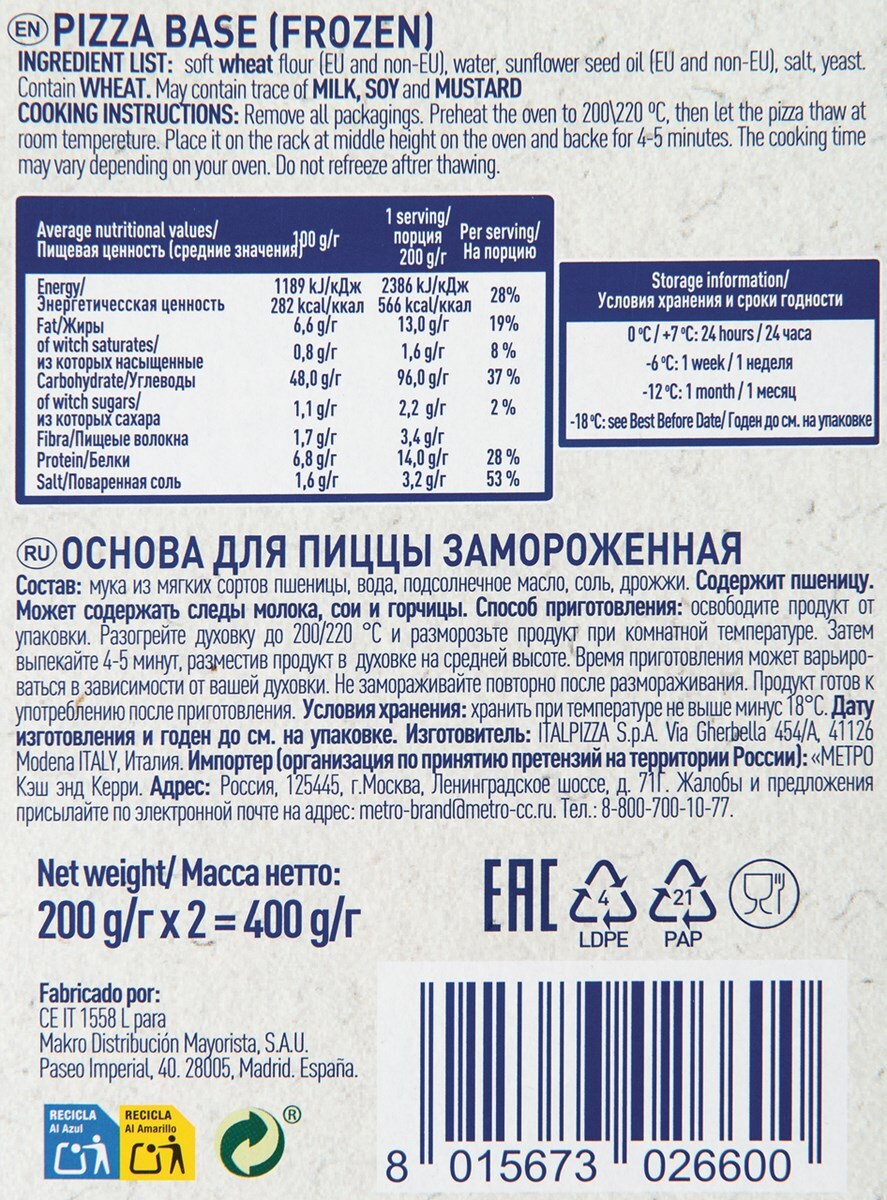 EN PIZZA BASE (FROZEN)
INGREDIENT LIST: soft wheat flour (EU and non-EU), water, sunflower seed oil (EU and non-EU), salt, yeast.
Contain WHEAT. May contain trace of MILK, SOY and MUSTARD
COOKING INSTRUCTIONS: Remove all packagings. Preheat the oven to 200\220 ºC, then let the pizza thaw at
room temperature. Place it on the rack at middle height on the oven and backe for 4-5 minutes. The cooking time
may vary depending on your oven. Do not refreeze aftrer thawing.
Average nutritional values/
Пищевая ценность (средние значения)
100 g/г
1 serving/
порция
200 g/г
Per serving/
На порцию
Energy/
Энергетичесская ценность
1189 kJ/кДж 2386 kJ/кДж
282 kcal/ккал 566 kcal/ккал 28%
Fat/Жиры 6,6 g/г 13,0 g/г 19%
of witch saturates/
из которых насыщенные 0,8 g/г 1,6 g/г 8 %
Carbohydrate/Углеводы 48,0 g/г 96,0 g/г 37 %
of witch sugars/
из которых сахара 1,1 g/г 2,2 g/г 2 %
Fibra/Пищеые волокна 1,7 g/г 3,4 g/г
Protein/Белки 6,8 g/г 14,0 g/г 28 %
Salt/Поваренная соль 1,6 g/г 3,2 g/г 53 %
Storage information/
Условия хранения и сроки годности
0 ºC / +7 ºC: 24 hours / 24 часа
-6 ºC: 1 week / 1 неделя
-12 ºC: 1 month / 1 месяц
-18 ºC: see Best Before Date/ Годен до см. на упаковке
RU ОСНОВА ДЛЯ ПИЦЦЫ ЗАМОРОЖЕННАЯ
Состав: мука из мягких сортов пшеницы, вода, подсолнечное масло, соль, дрожжи. Содержит пшеницу.
Может содержать следы молока, сои и горчицы. Способ приготовления: освободите продукт от
упаковки. Разогрейте духовку до 200/220 °C и разморозьте продукт при комнатной температуре. Затем
выпекайте 4-5 минут, разместив продукт в духовке на средней высоте. Время приготовления может варьиро-
ваться в зависимости от вашей духовки. Не замораживайте повторно после размораживания. Продукт готов к
употреблению после приготовления. Условия хранения: хранить при температуре не выше минус 18°C. Дату
изготовления и годен до см. на упаковке. Изготовитель: ITALPIZZA S.p.A. Via Gherbella 454/A, 41126
Modena ITALY, Италия. Импортер (организация по принятию претензий на территории России): «МЕТРО
Кэш энд Керри. Адрес: Россия, 125445, г.Москва, Ленинградское шоссе, д. 71Г. Жалобы и предложения
присылайте по электронной почте на адрес: metro-brand@metro-cc.ru. Тел.: 8-800-700-10-77.
Net weight/ Масса нетто:
200 g/г x 2 = 400 g/г
EAC
4
LDPE
21
PAP
Fabricado por:
CE IT 1558 L para
Makro Distribución Mayorista, S.A.U.
Paseo Imperial, 40. 28005, Madrid. España.
RECICLA
Al Azul
RECICLA
Al Amarillo
®
8 015673 026600